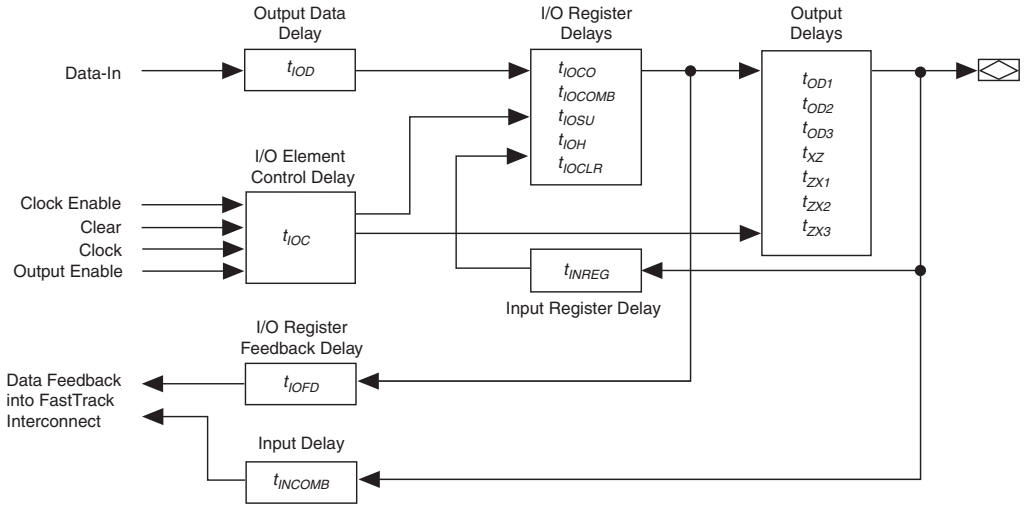 Output Data
Delay
I/O Register
Delays
Output
Delays
Data-In
tIOD
tIOCO
tIOCOMB
tIOSU
tIOH
tIOCLR
tOD1
tOD2
tOD3
tXZ
tZX1
tZX2
tZX3
I/O Element
Control Delay
Clock Enable
Clear
Clock
Output Enable
tIOC
tINREG
Input Register Delay
I/O Register
Feedback Delay
tIOFD
Data Feedback
into FastTrack
Interconnect
Input Delay
tINCOMB